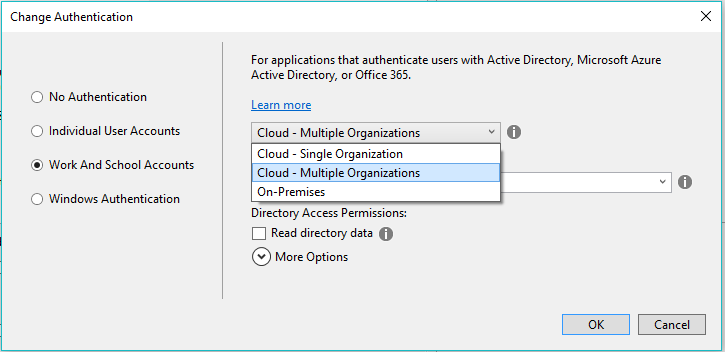 Change Authentication
No Authentication
Individual User Accounts
Work And School Accounts
Windows Authentication
For applications that authenticate users with Active Directory, Microsoft Azure
Active Directory, or Office 365.
Learn more
Cloud - Multiple Organizations
Cloud - Single Organization
Cloud - Multiple Organizations
On-Premises
Directory Access Permissions:
Read directory data
More Options
OK
Cancel